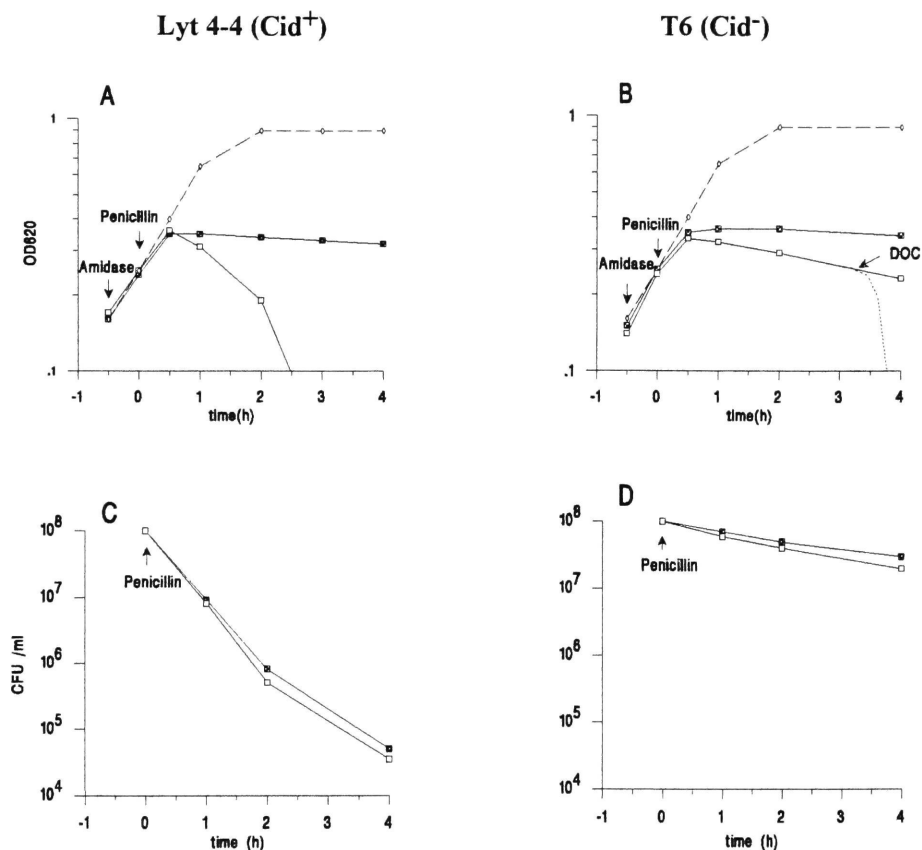 Lyt 4-4 (Cid+)
T6 (Cid-)
A
1
Penicillin
Amidase
OD620
.1
-1 0 1 2 3 4
time(h)
B
1
Penicillin
Amidase
DOC
.1
-1 0 1 2 3 4
time(h)
C
10^8
Penicillin
10^7
CFU /ml
10^6
10^5
10^4
-1 0 1 2 3 4
time (h)
D
10^8
Penicillin
10^7
10^6
10^5
10^4
-1 0 1 2 3 4
time (h)